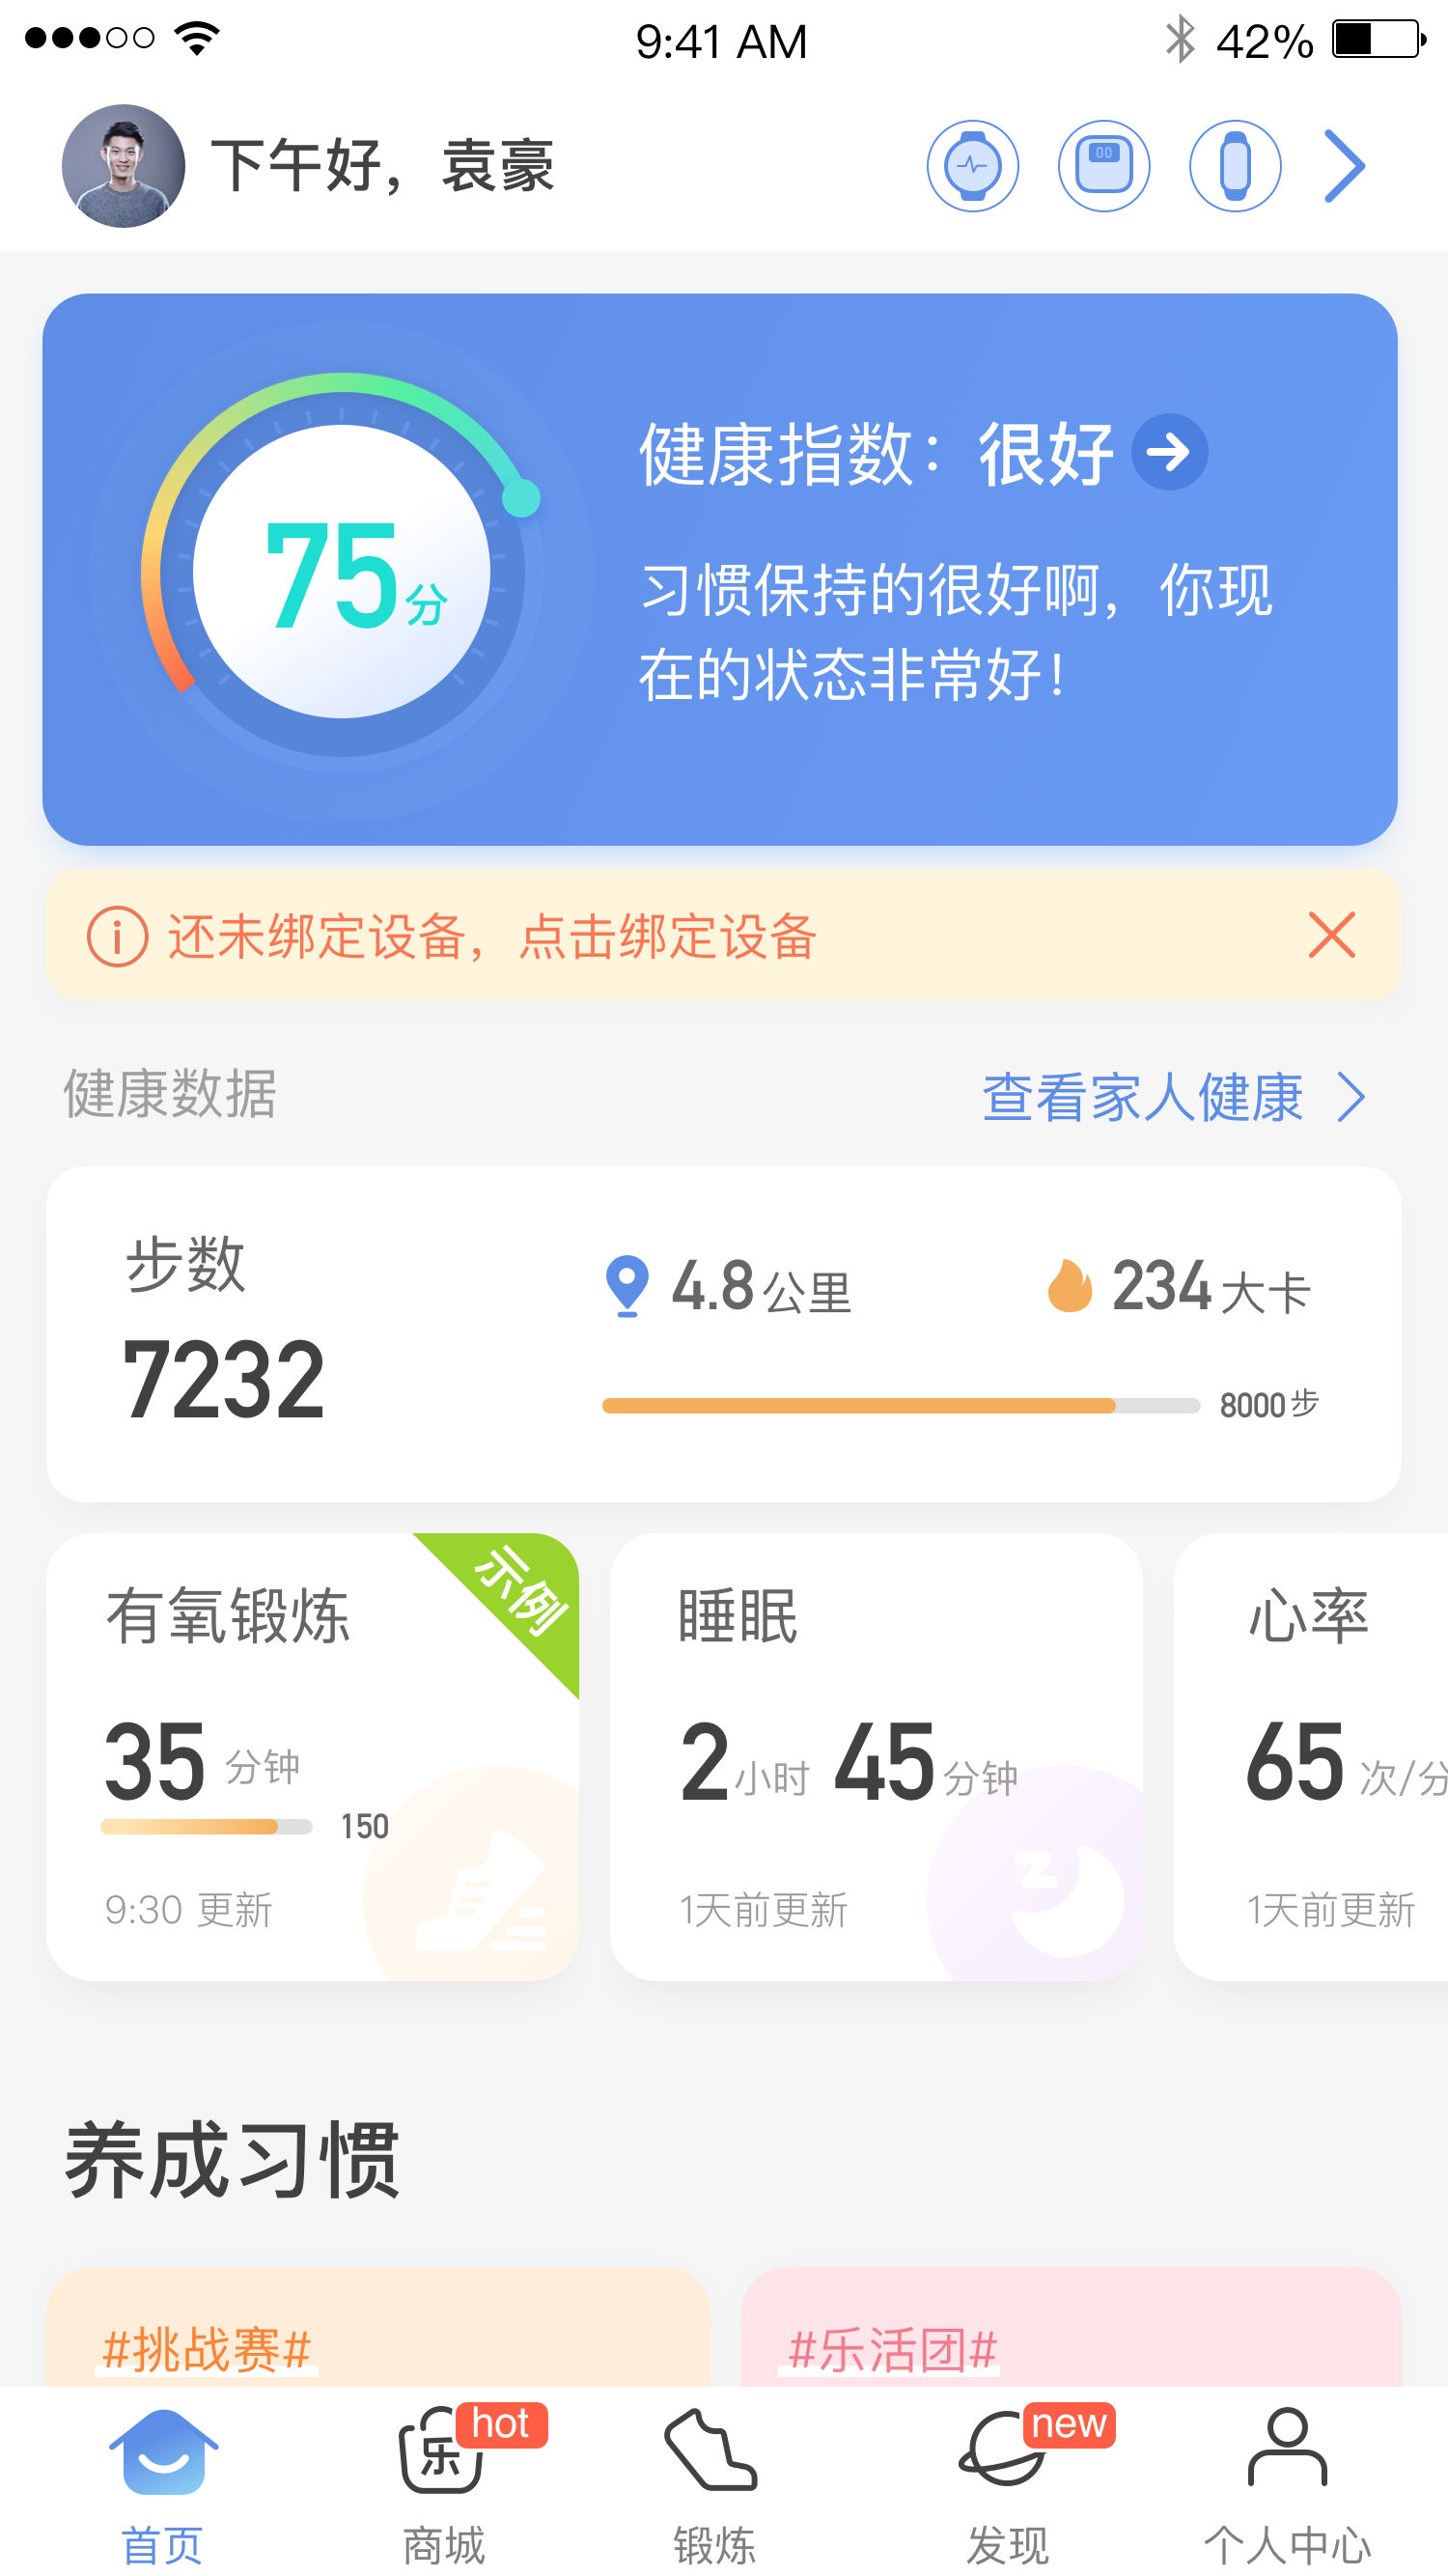 9:41 AM
42%
下午好，袁豪
00
75分
健康指数：很好
习惯保持的很好啊，你现
在的状态非常好！
还未绑定设备，点击绑定设备
健康数据
查看家人健康
步数
7232
4.8公里
234大卡
8000步
有氧锻炼
示例
35 分钟
150
9:30 更新
睡眠
2小时 45分钟
1天前更新
心率
65 次/分
1天前更新
养成习惯
#挑战赛#
#乐活团#
乐
hot
new
首页
商城
锻炼
发现
个人中心